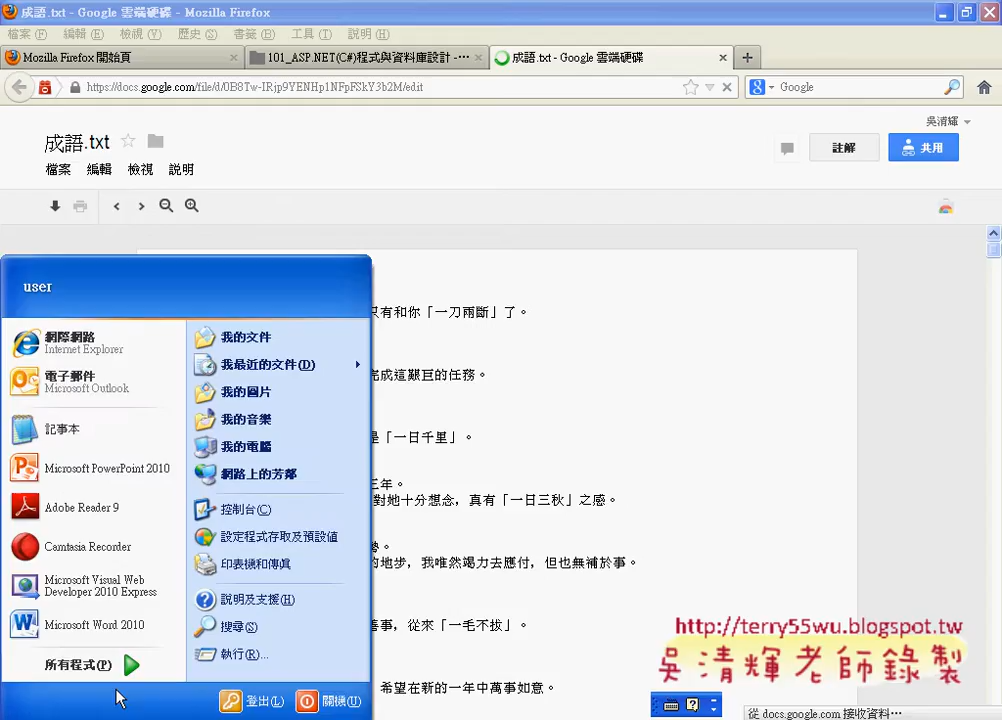 成語.txt - Google 雲端硬碟 - Mozilla Firefox
檔案(F) 編輯(E) 檢視(V) 歷史(S) 書籤(B) 工具(T) 說明(H)
Mozilla Firefox 開始頁
101_ASP.NET(C#)程式與資料庫設計 - ...
成語.txt - Google 雲端硬碟
https://docs.google.com/file/d/0B8Tw-IRjp9YENHp1NFpFSkY3b2M/edit
Google
吳清輝
成語.txt
檔案 編輯 檢視 說明
註解
共用
只有和你「一刀兩斷」了。
完成這艱巨的任務。
是「一日千里」。
三年。
對她十分想念，真有「一日三秋」之感。
的地步，我唯然竭力去應付，但也無補於事。
善事，從來「一毛不拔」。
希望在新的一年中萬事如意。
user
網際網路
Internet Explorer
電子郵件
Microsoft Outlook
記事本
Microsoft PowerPoint 2010
Adobe Reader 9
Camtasia Recorder
Microsoft Visual Web
Developer 2010 Express
Microsoft Word 2010
所有程式(P)
我的文件
我最近的文件(D)
我的圖片
我的音樂
我的電腦
網路上的芳鄰
控制台(C)
設定程式存取及預設值
印表機和傳真
說明及支援(H)
搜尋(S)
執行(R)...
登出(L)
關機(U)
http://terry55wu.blogspot.tw
吳清輝老師錄製
從 docs.google.com 接收資料...